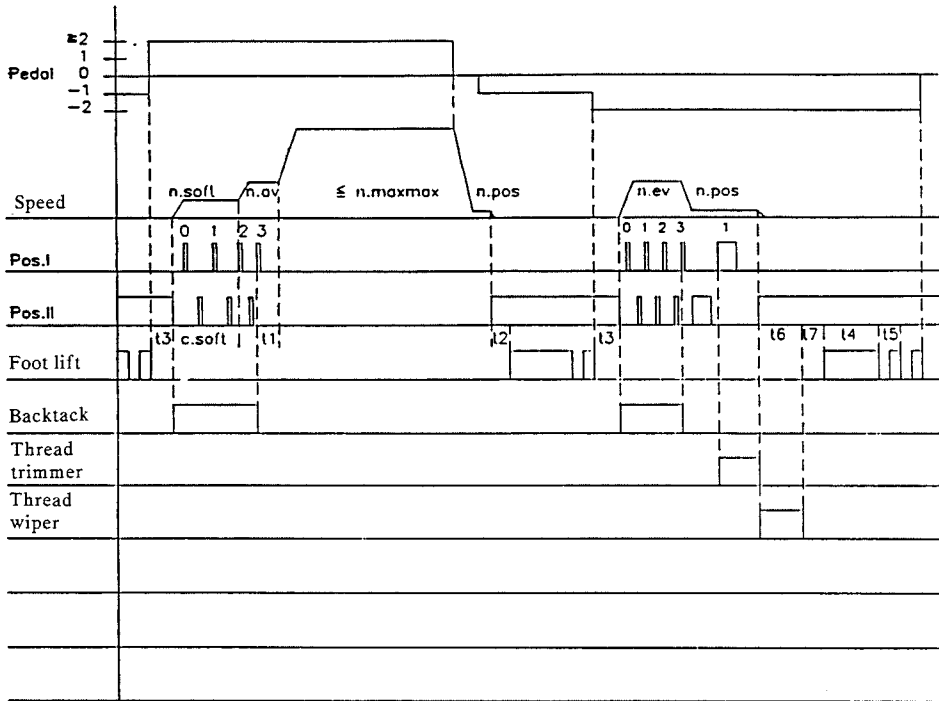 ≧2
1
Pedal 0
-1
-2
n.soft n.av ≦ n.maxmax n.pos n.ev n.pos
Speed
0 1 2 3 0 1 2 3 1
Pos.I
Pos.II
t3 c.soft t1 t2 t3 t6 t7 t4 t5
Foot lift
Backtack
Thread
trimmer
Thread
wiper